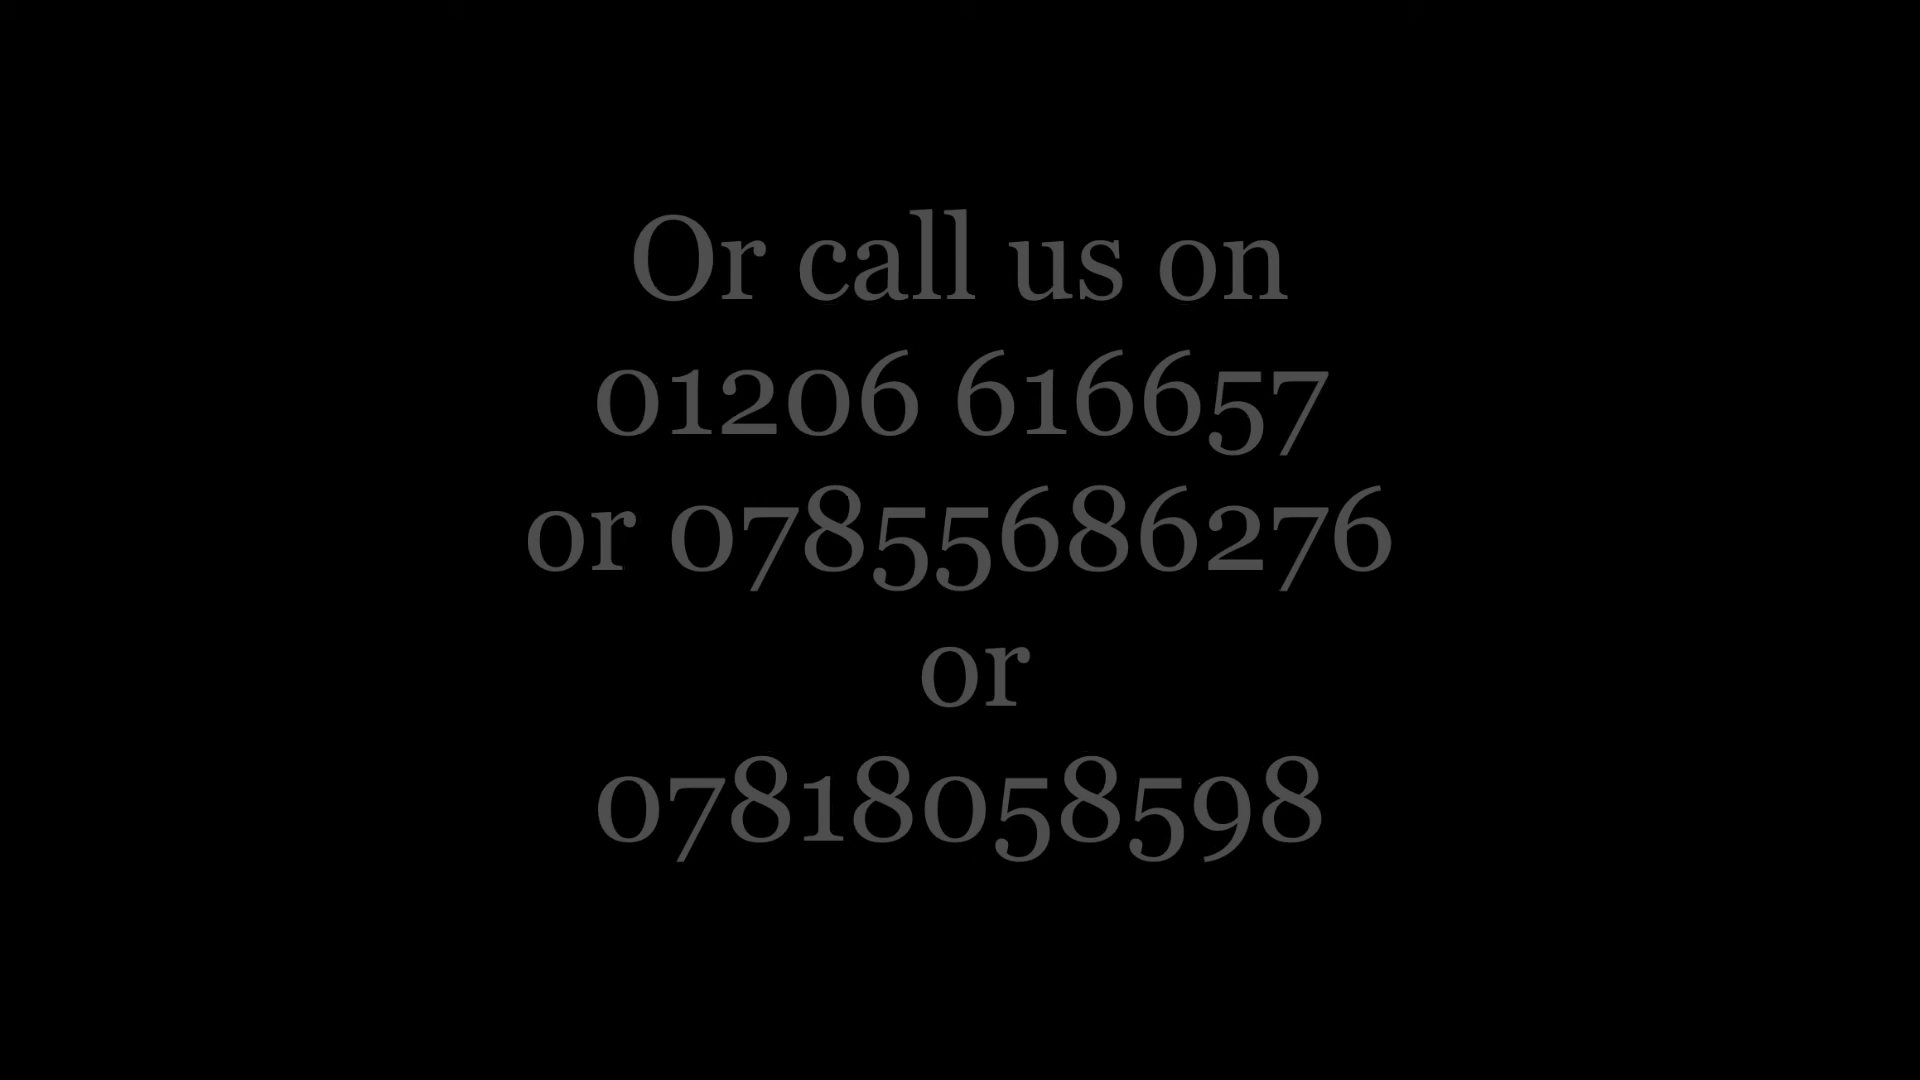 Or call us on
01206 616657
or 07855686276
or
07818058598